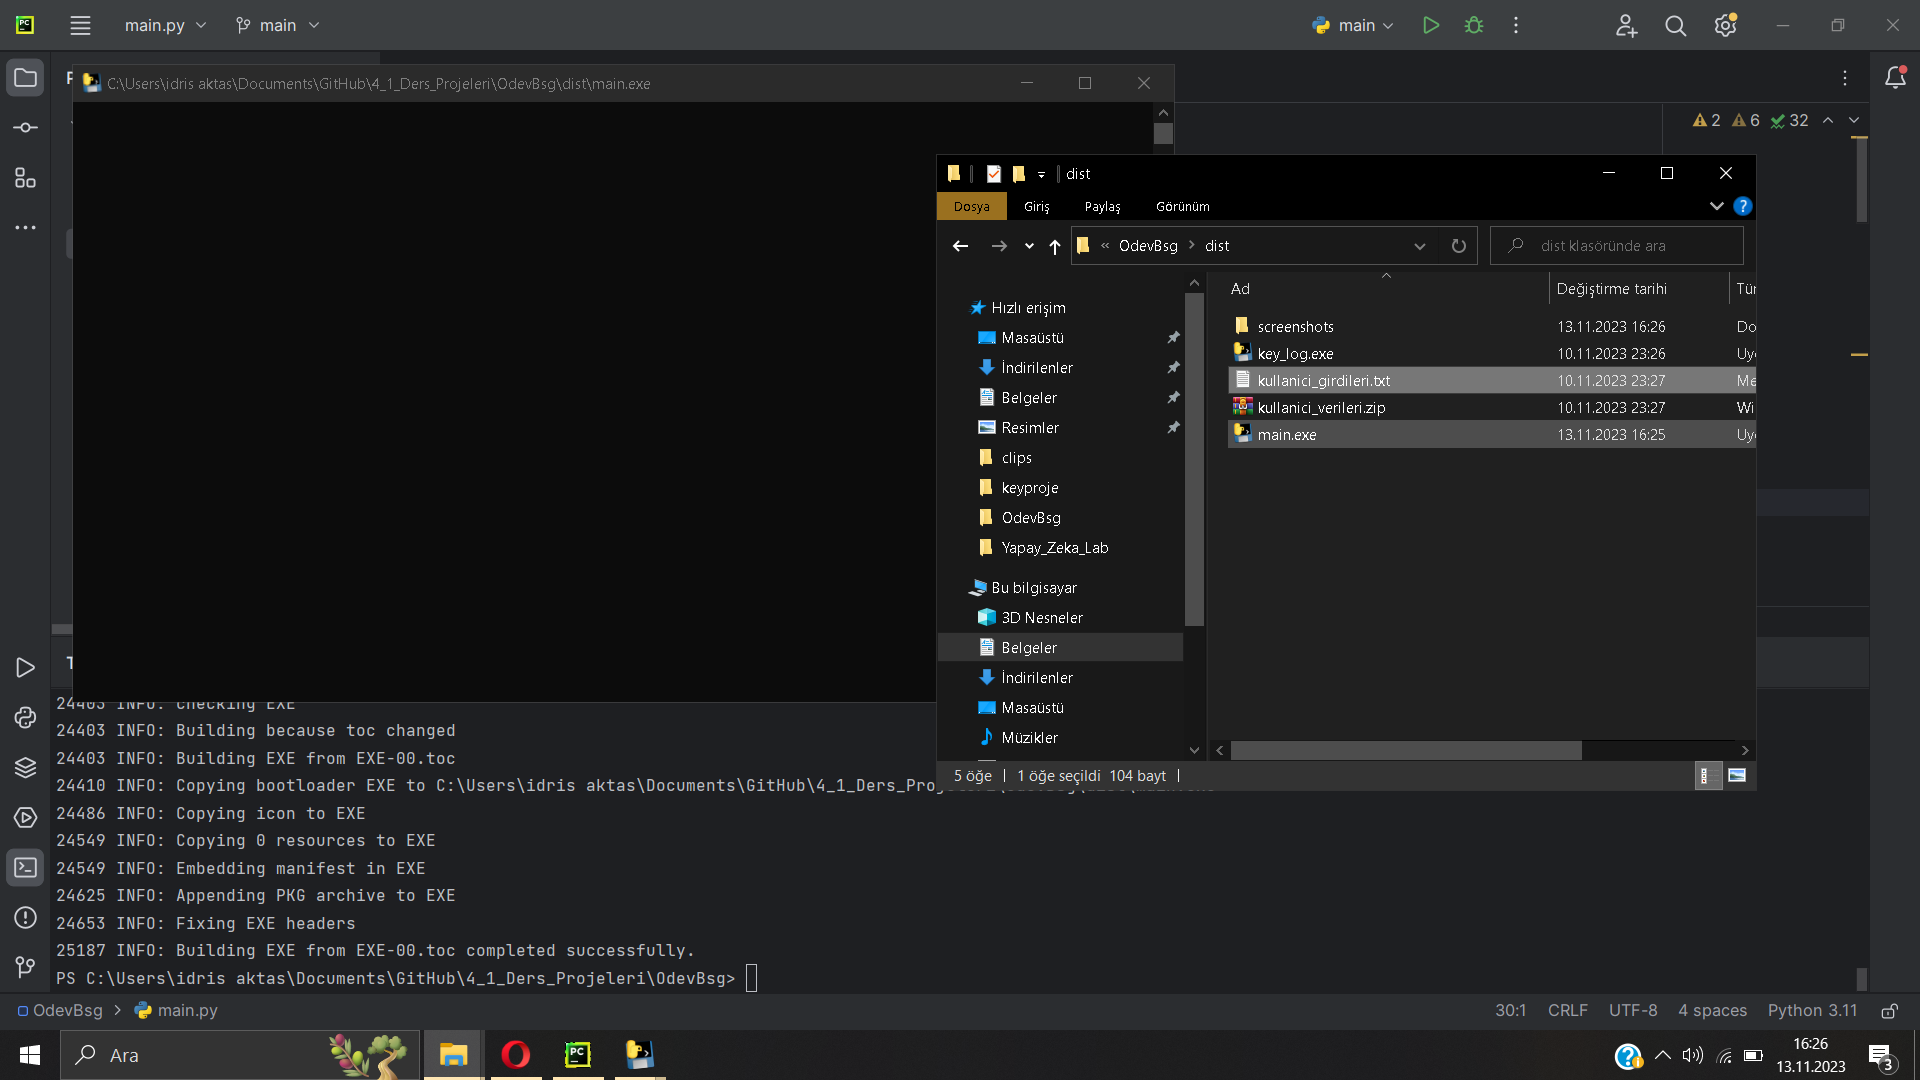 main.py
main
main
C:\Users\idris aktas\Documents\GitHub\4_1_Ders_Projeleri\OdevBsg\dist\main.exe
2 6 32
dist
Dosya Giriş Paylaş Görünüm
« OdevBsg > dist
dist klasöründe ara
Hızlı erişim
Masaüstü
İndirilenler
Belgeler
Resimler
clips
keyproje
OdevBsg
Yapay_Zeka_Lab
Bu bilgisayar
3D Nesneler
Belgeler
İndirilenler
Masaüstü
Müzikler
Ad Değiştirme tarihi Tür
screenshots 13.11.2023 16:26 Do
key_log.exe 10.11.2023 23:26 Uy
kullanici_girdileri.txt 10.11.2023 23:27 Me
kullanici_verileri.zip 10.11.2023 23:27 Wi
main.exe 13.11.2023 16:25 Uy
5 öğe 1 öğe seçildi 104 bayt
24403 INFO: Checking EXE
24403 INFO: Building because toc changed
24403 INFO: Building EXE from EXE-00.toc
24410 INFO: Copying bootloader EXE to C:\Users\idris aktas\Documents\GitHub\4_1_Ders_Pro
24486 INFO: Copying icon to EXE
24549 INFO: Copying 0 resources to EXE
24549 INFO: Embedding manifest in EXE
24625 INFO: Appending PKG archive to EXE
24653 INFO: Fixing EXE headers
25187 INFO: Building EXE from EXE-00.toc completed successfully.
PS C:\Users\idris aktas\Documents\GitHub\4_1_Ders_Projeleri\OdevBsg>
OdevBsg > main.py
30:1 CRLF UTF-8 4 spaces Python 3.11
Ara
16:26
13.11.2023
3